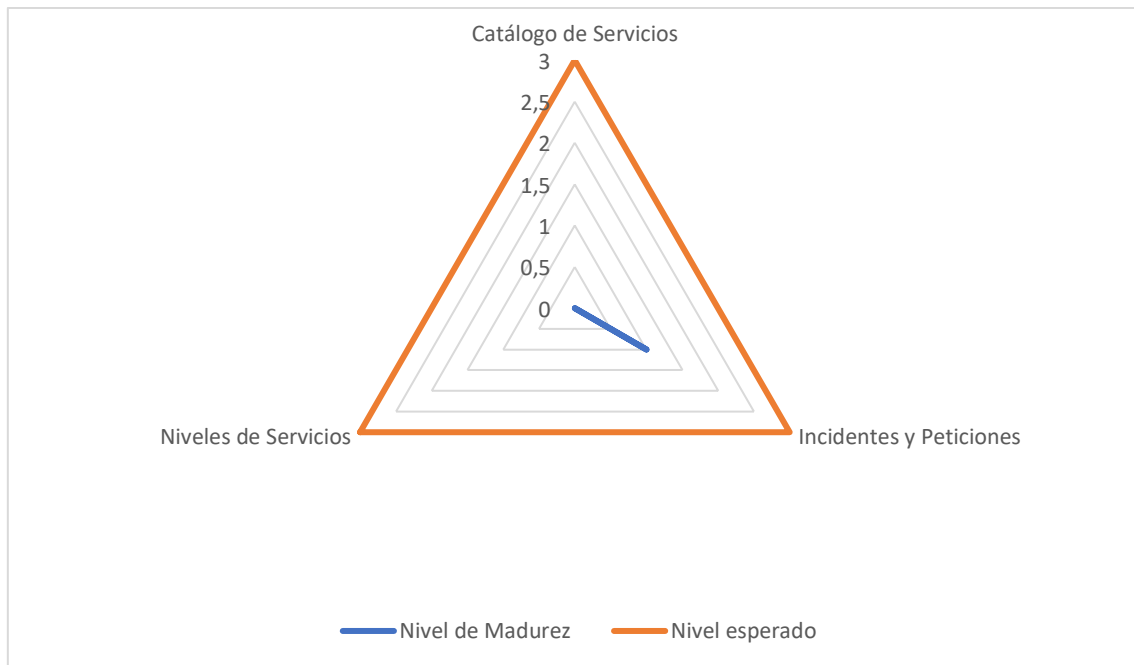 Catálogo de Servicios
3
2,5
2
1,5
1
0,5
0
Niveles de Servicios
Incidentes y Peticiones
Nivel de Madurez
Nivel esperado